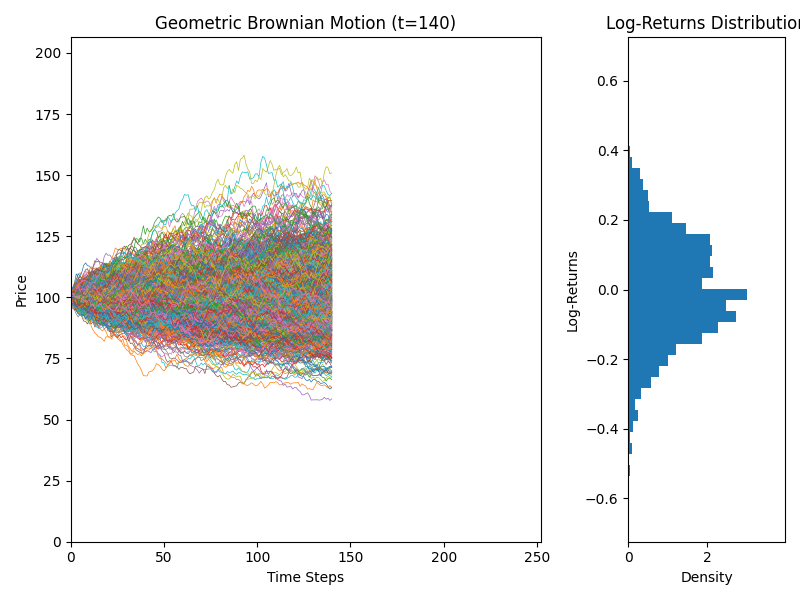 Geometric Brownian Motion (t=140)
Price
200
175
150
125
100
75
50
25
0
0 50 100 150 200 250
Time Steps
Log-Returns Distribution
Log-Returns
0.6
0.4
0.2
0.0
−0.2
−0.4
−0.6
0 2
Density